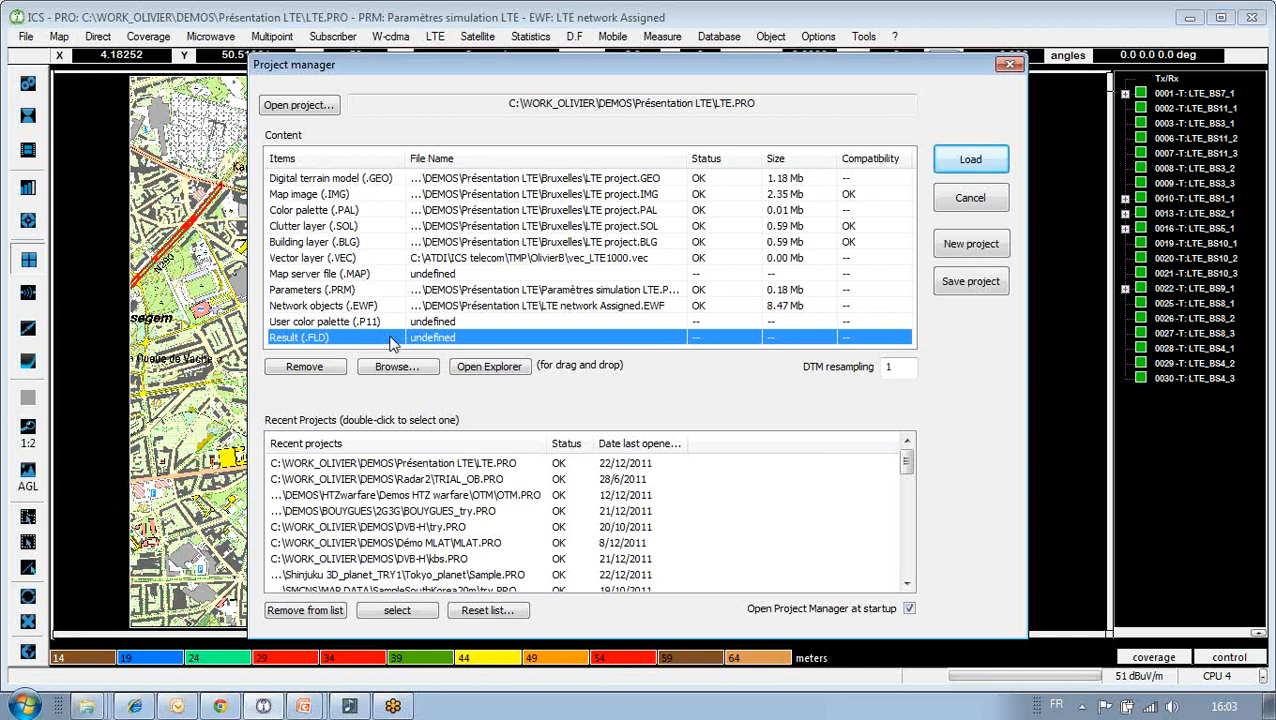 ICS - PRO: C:\WORK_OLIVIER\DEMOS\Présentation LTE\LTE.PRO - PRM: Paramètres simulation LTE - EWF: LTE network Assigned
File Map Direct Coverage Microwave Multipoint Subscriber W-cdma LTE Satellite Statistics D.F Mobile Measure Database Object Options Tools ?
X 4.18252 Y angles 0.0 0.0 0.0 deg
Project manager
Open project... C:\WORK_OLIVIER\DEMOS\Présentation LTE\LTE.PRO
Content
Items File Name Status Size Compatibility
Digital terrain model (.GEO) ...\DEMOS\Présentation LTE\Bruxelles\LTE project.GEO OK 1.18 Mb --
Map image (.IMG) ...\DEMOS\Présentation LTE\Bruxelles\LTE project.IMG OK 2.35 Mb OK
Color palette (.PAL) ...\DEMOS\Présentation LTE\Bruxelles\LTE project.PAL OK 0.01 Mb --
Clutter layer (.SOL) ...\DEMOS\Présentation LTE\Bruxelles\LTE project.SOL OK 0.59 Mb OK
Building layer (.BLG) ...\DEMOS\Présentation LTE\Bruxelles\LTE project.BLG OK 0.59 Mb OK
Vector layer (.VEC) C:\ATDI\ICS telecom\TMP\OlivierB\vec_LTE1000.vec OK 0.00 Mb --
Map server file (.MAP) undefined -- -- --
Parameters (.PRM) ...\DEMOS\Présentation LTE\Paramètres simulation LTE.P... OK 0.18 Mb --
Network objects (.EWF) ...\DEMOS\Présentation LTE\LTE network Assigned.EWF OK 8.47 Mb --
User color palette (.P11) undefined -- -- --
Result (.FLD) undefined -- -- --
Load
Cancel
New project
Save project
Remove Browse... Open Explorer (for drag and drop) DTM resampling 1
Recent Projects (double-click to select one)
Recent projects Status Date last opene...
C:\WORK_OLIVIER\DEMOS\Présentation LTE\LTE.PRO OK 22/12/2011
C:\WORK_OLIVIER\DEMOS\Radar2\TRIAL_OB.PRO OK 28/6/2011
...\DEMOS\HTZwarfare\Demos HTZ warfare\OTM\OTM.PRO OK 12/12/2011
...\DEMOS\BOUYGUES\2G3G\BOUYGUES_try.PRO OK 21/12/2011
C:\WORK_OLIVIER\DEMOS\DVB-H\try.PRO OK 20/10/2011
C:\WORK_OLIVIER\DEMOS\Démo MLAT\MLAT.PRO OK 8/12/2011
C:\WORK_OLIVIER\DEMOS\DVB-H\kbs.PRO OK 21/12/2011
...\Shinjuku 3D_planet_TRY1\Tokyo_planet\Sample.PRO OK 22/12/2011
...\SMCNS\MAP DATA\SampleSouthKorea20m\try.PRO OK 19/10/2011
Remove from list select Reset list... Open Project Manager at startup
Tx/Rx
0001 -T: LTE_BS7_1
0002 -T: LTE_BS11_1
0003 -T: LTE_BS3_1
0006 -T: LTE_BS11_2
0007 -T: LTE_BS11_3
0008 -T: LTE_BS3_2
0009 -T: LTE_BS3_3
0010 -T: LTE_BS1_1
0013 -T: LTE_BS2_1
0016 -T: LTE_BS5_1
0019 -T: LTE_BS10_1
0020 -T: LTE_BS10_2
0021 -T: LTE_BS10_3
0022 -T: LTE_BS9_1
0025 -T: LTE_BS8_1
0026 -T: LTE_BS8_2
0027 -T: LTE_BS8_3
0028 -T: LTE_BS4_1
0029 -T: LTE_BS4_2
0030 -T: LTE_BS4_3
1:2
AGL
N290
segem
de Vache
14 19 24 29 34 39 44 49 54 59 64 meters
coverage control
51 dBuV/m CPU 4
FR 16:03